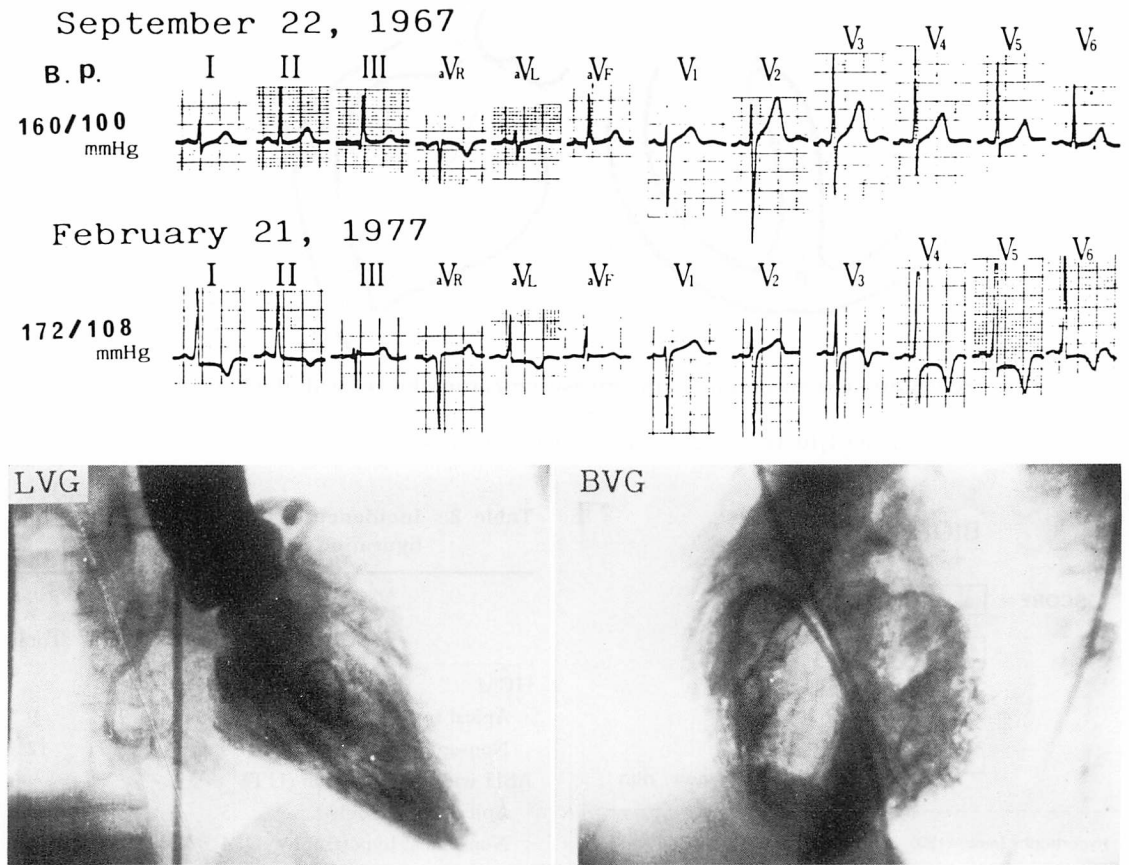 September 22, 1967
B. P.
160/100
mmHg
I II III aVR aVL aVF V1 V2 V3 V4 V5 V6
February 21, 1977
I II III aVR aVL aVF V1 V2 V3 V4 V5 V6
172/108
mmHg
LVG
BVG